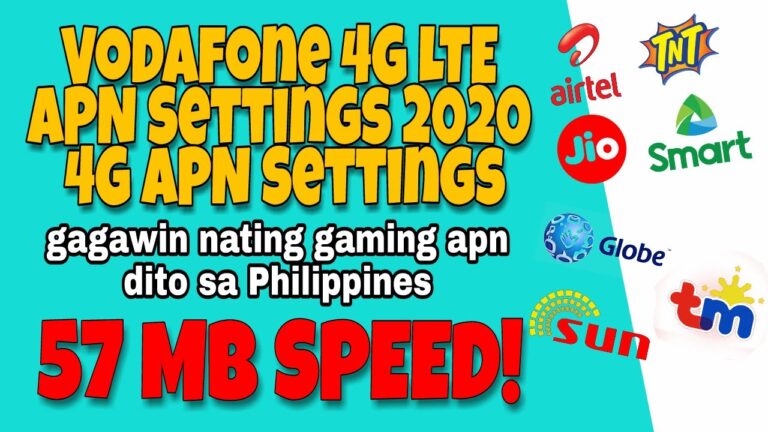 VODAFONE 4G LTE
APN SETTINGS 2020
4G APN SETTINGS
gagawin nating gaming apn
dito sa Philippines
57 MB SPEED!
airtel
TNT
Jio
Smart
Globe
tm
sun